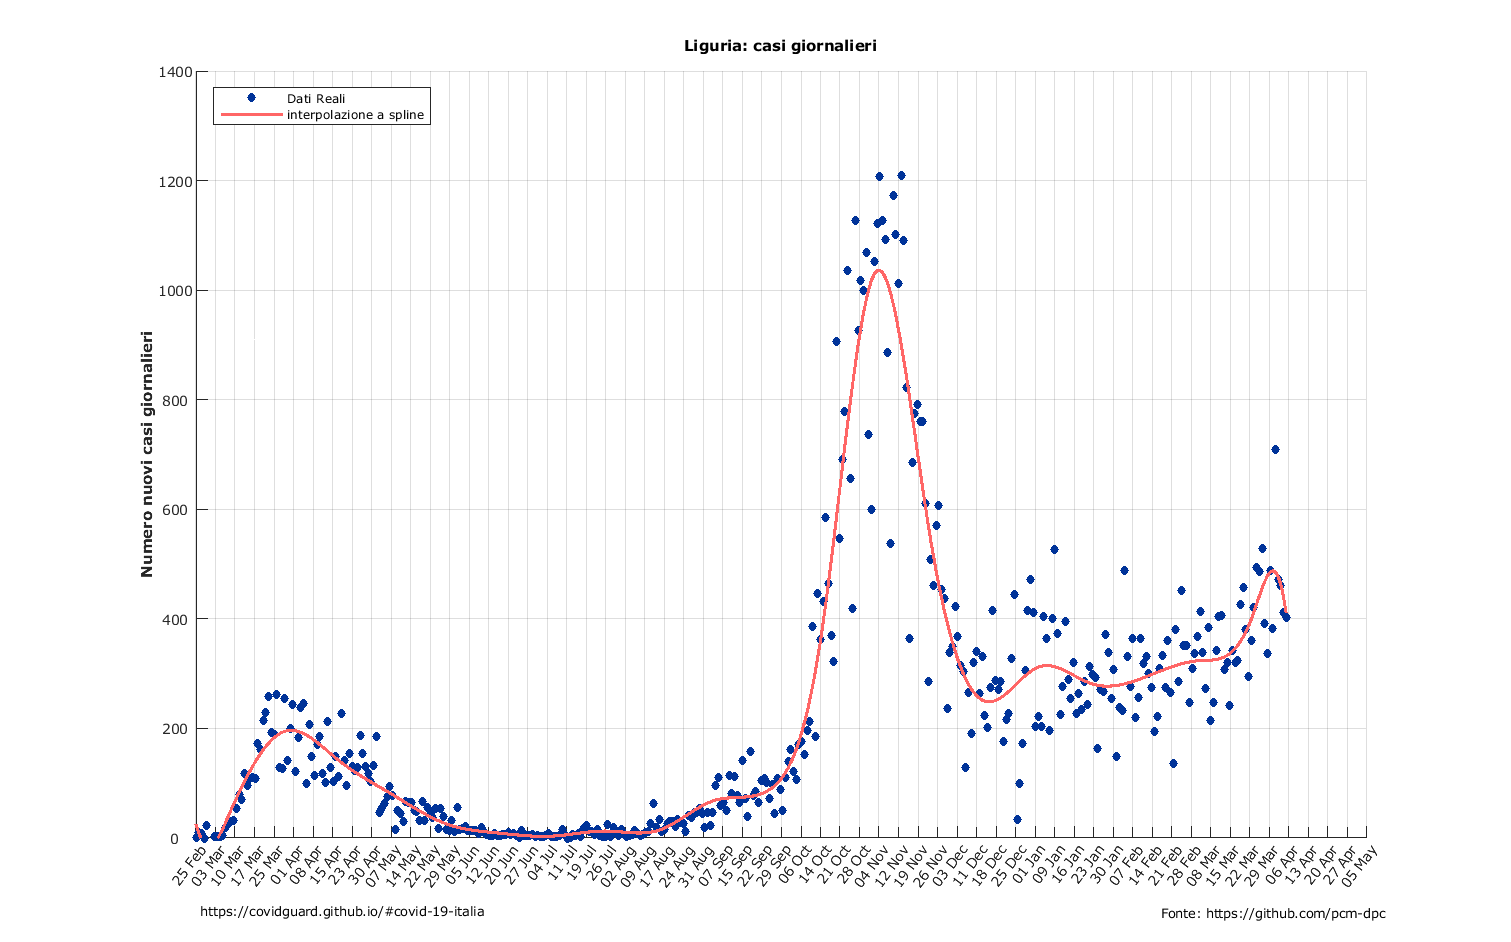 Liguria: casi giornalieri
Dati Reali
interpolazione a spline
Numero nuovi casi giornalieri
1400
1200
1000
800
600
400
200
0
25 Feb
03 Mar
10 Mar
17 Mar
25 Mar
01 Apr
08 Apr
15 Apr
23 Apr
30 Apr
07 May
14 May
22 May
29 May
05 Jun
12 Jun
20 Jun
27 Jun
04 Jul
11 Jul
19 Jul
26 Jul
02 Aug
09 Aug
17 Aug
24 Aug
31 Aug
07 Sep
15 Sep
22 Sep
29 Sep
06 Oct
14 Oct
21 Oct
28 Oct
04 Nov
12 Nov
19 Nov
26 Nov
03 Dec
11 Dec
18 Dec
25 Dec
01 Jan
09 Jan
16 Jan
23 Jan
30 Jan
07 Feb
14 Feb
21 Feb
28 Feb
08 Mar
15 Mar
22 Mar
29 Mar
06 Apr
13 Apr
20 Apr
27 Apr
05 May
https://covidguard.github.io/#covid-19-italia
Fonte: https://github.com/pcm-dpc